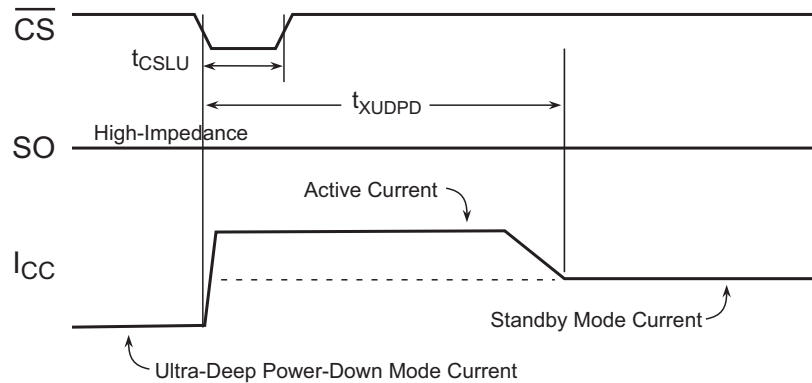 CS
tCSLU
tXUDPD
High-Impedance
SO
Active Current
ICC
Standby Mode Current
Ultra-Deep Power-Down Mode Current